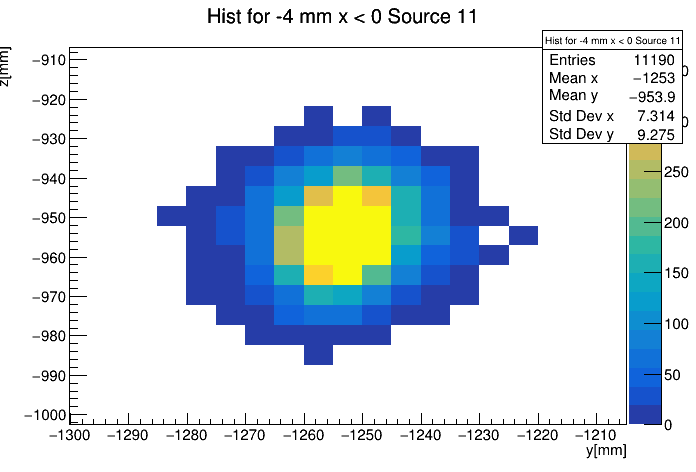 Hist for -4 mm x < 0 Source 11
z[mm]
Hist for -4 mm x < 0 Source 11
Entries 11190
Mean x −1253
Mean y −953.9
Std Dev x 7.314
Std Dev y 9.275
−910
−920
−930
−940
−950
−960
−970
−980
−990
−1000
250
200
150
100
50
0
−1300 −1290 −1280 −1270 −1260 −1250 −1240 −1230 −1220 −1210
y[mm]